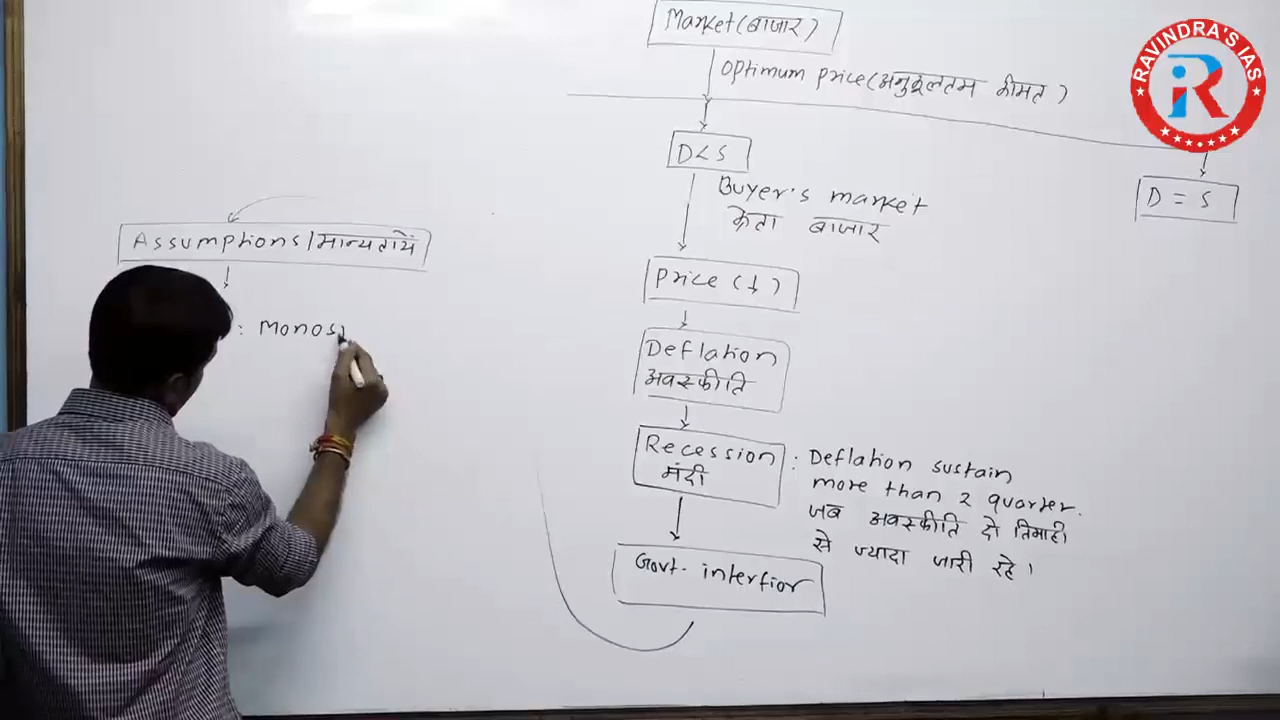 Market (बाजार)
optimum price (अनुकूलतम कीमत)
D<S
D = S
Buyer's market
क्रेता बाजार
Price (↓)
Deflation
अवस्फीति
Recession
मंदी
: Deflation sustain
more than 2 quarter.
जब अवस्फीति दो तिमाही
से ज्यादा जारी रहे।
Govt. interfior
Assumptions/मान्यतायें
: Monos
RAVINDRA'S IAS
iR